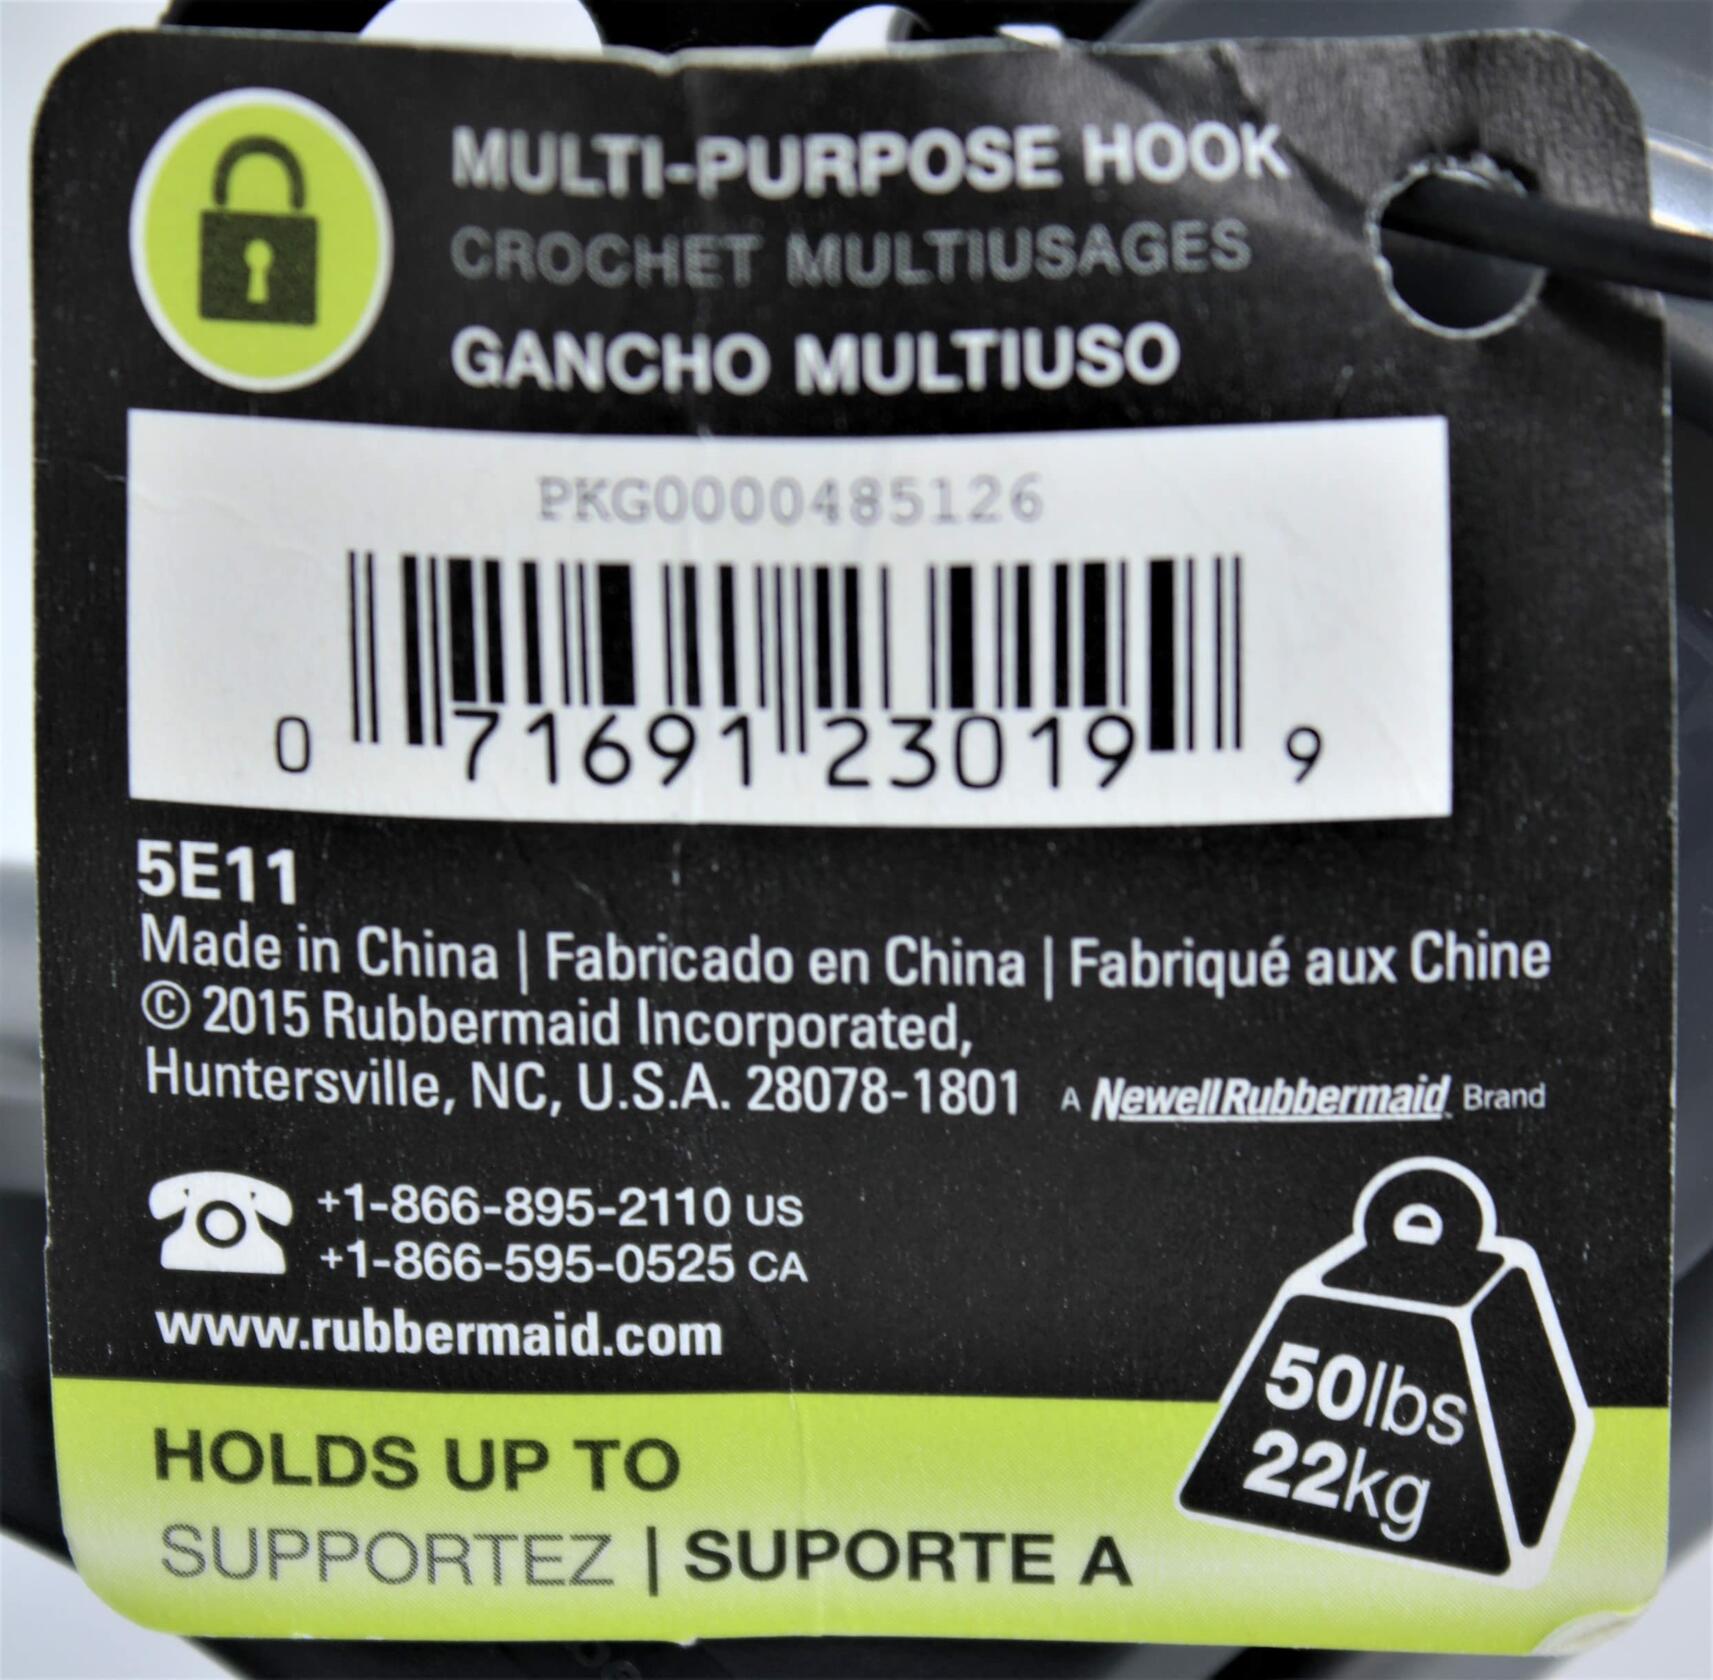 MULTI-PURPOSE HOOK
CROCHET MULTIUSAGES
GANCHO MULTIUSO
PKG0000485126
0 71691 23019 9
5E11
Made in China | Fabricado en China | Fabriqué aux Chine
© 2015 Rubbermaid Incorporated,
Huntersville, NC, U.S.A. 28078-1801 A NewellRubbermaid Brand
+1-866-895-2110 US
+1-866-595-0525 CA
www.rubbermaid.com
50lbs
22kg
HOLDS UP TO
SUPPORTEZ | SUPORTE A